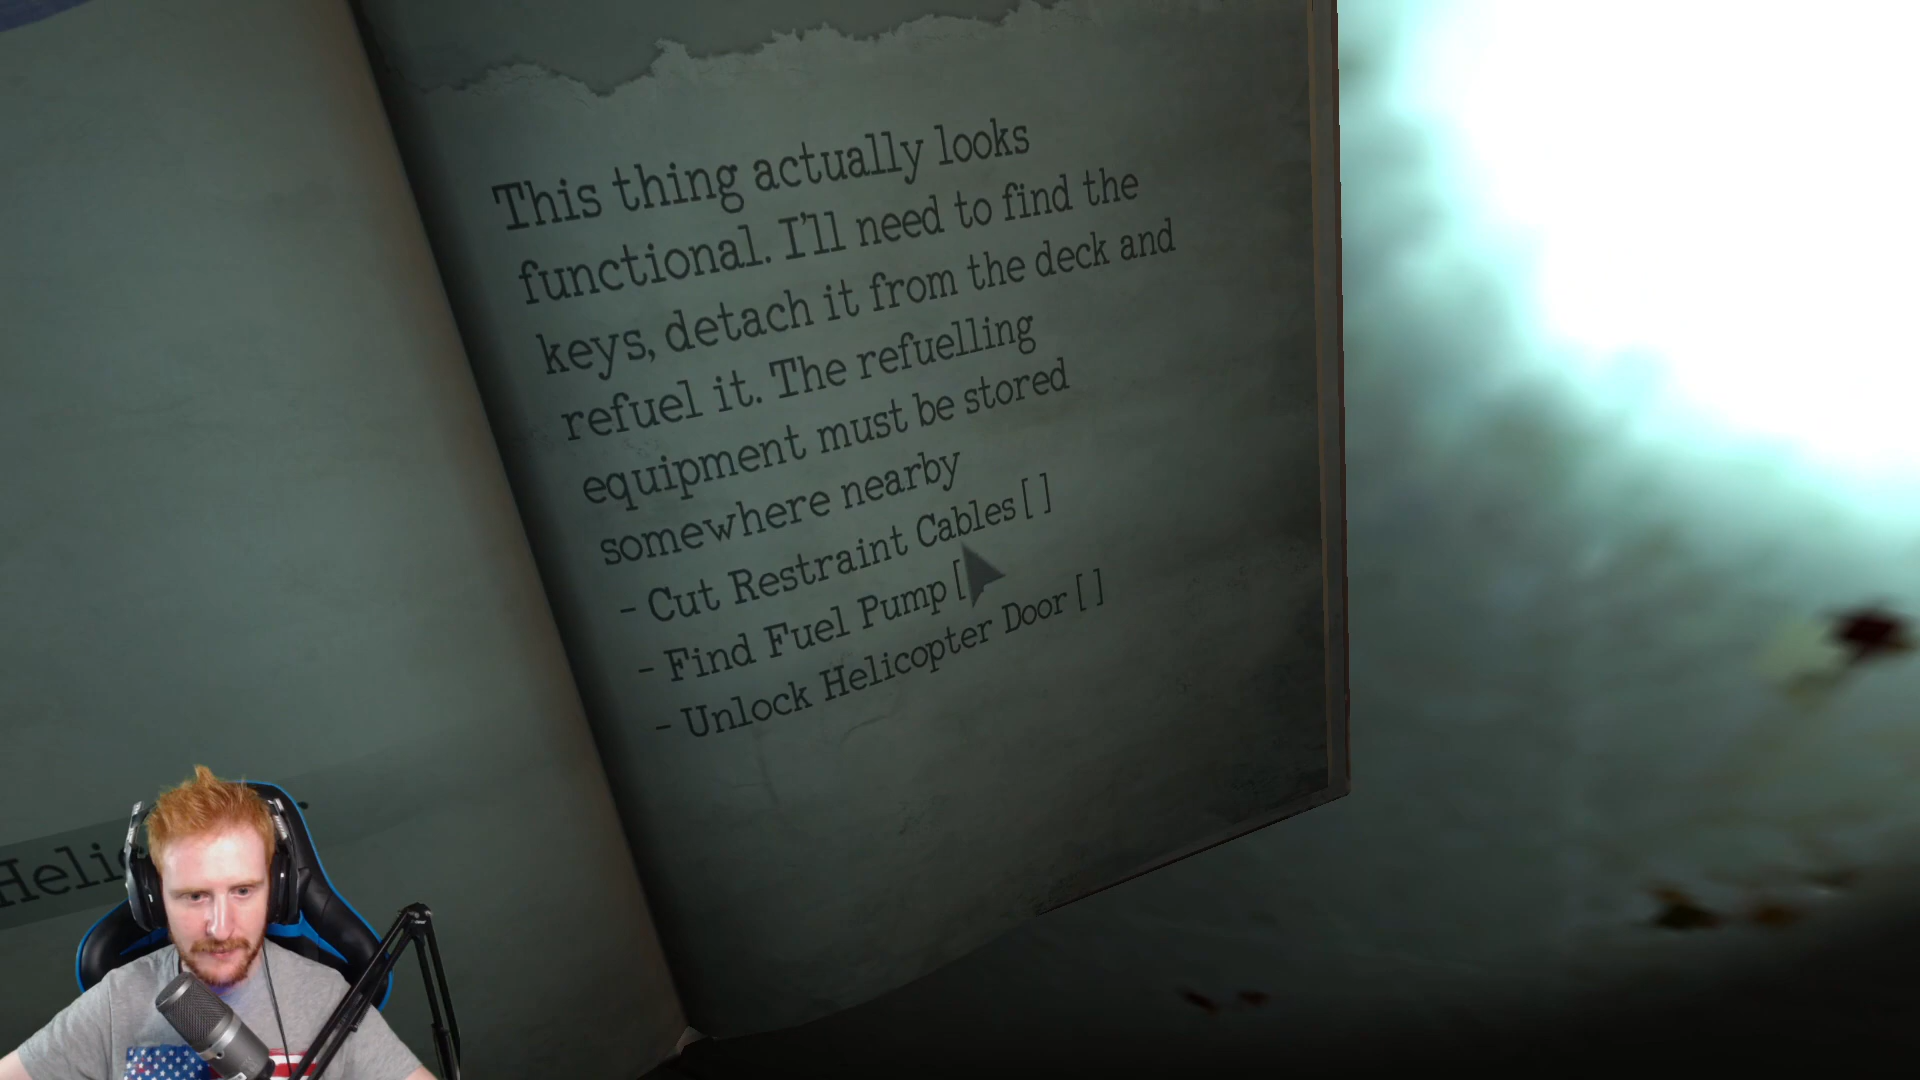 This thing actually looks
functional. I'll need to find the
keys, detach it from the deck and
refuel it. The refuelling
equipment must be stored
somewhere nearby
- Cut Restraint Cables [ ]
- Find Fuel Pump [
- Unlock Helicopter Door [ ]